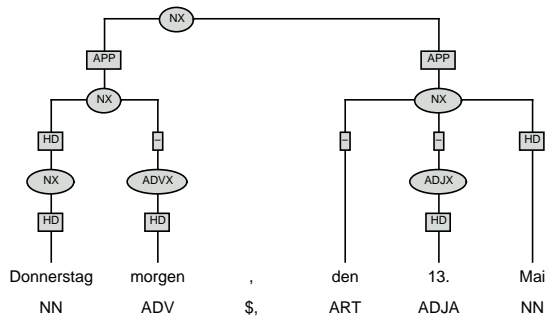 NX
APP APP
NX NX
HD – – – HD
NX ADVX ADJX
HD HD HD
Donnerstag morgen , den 13. Mai
NN ADV $, ART ADJA NN